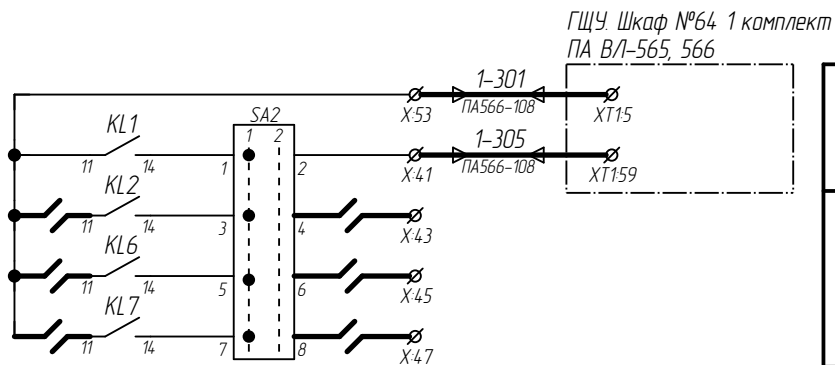 ГЩУ. Шкаф №64 1 комплект
ПА ВЛ-565, 566
1-301
X:53
ПА566-108
XT1:5
SA2
1 2
KL1
11 14 1 2
1-305
X:41
ПА566-108
XT1:59
KL2
11 14 3 4
X:43
KL6
11 14 5 6
X:45
KL7
11 14 7 8
X:47